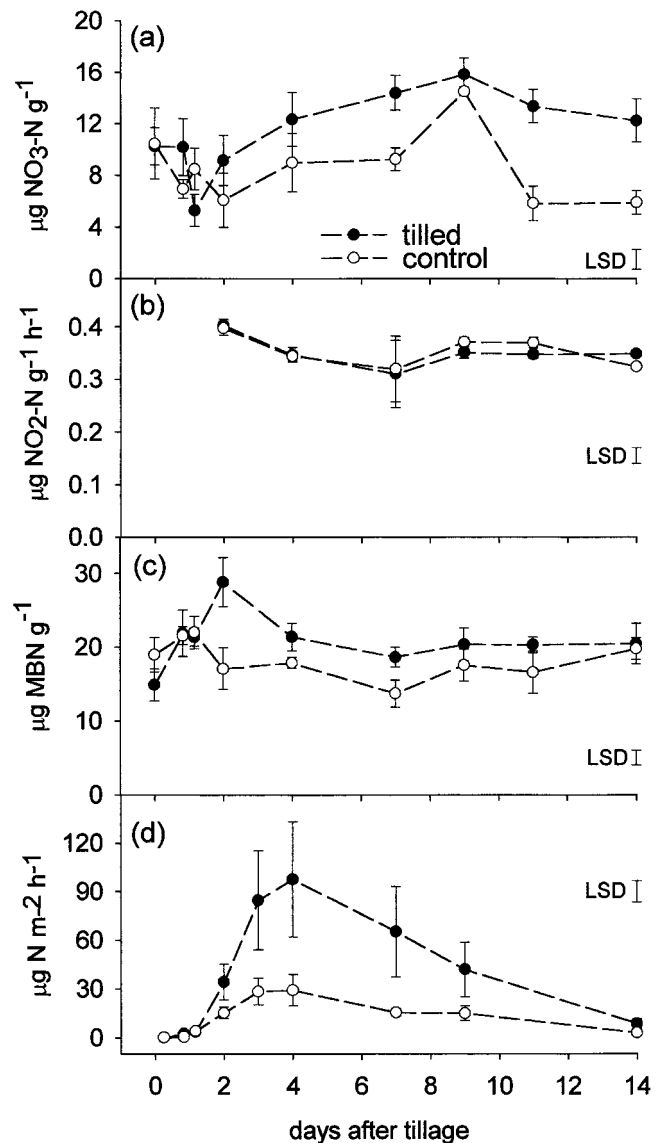 20
(a)
16
12
8
4
0
µg NO3-N g-1
tilled
control
LSD
(b)
0.4
0.3
0.2
0.1
0.0
µg NO2-N g-1 h-1
LSD
(c)
30
20
10
0
µg MBN g-1
LSD
(d)
120
90
60
30
0
µg N m-2 h-1
LSD
0 2 4 6 8 10 12 14
days after tillage